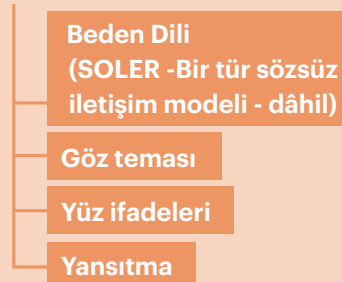 Beden Dili
(SOLER -Bir tür sözsüz
iletişim modeli - dâhil)
Göz teması
Yüz ifadeleri
Yansıtma